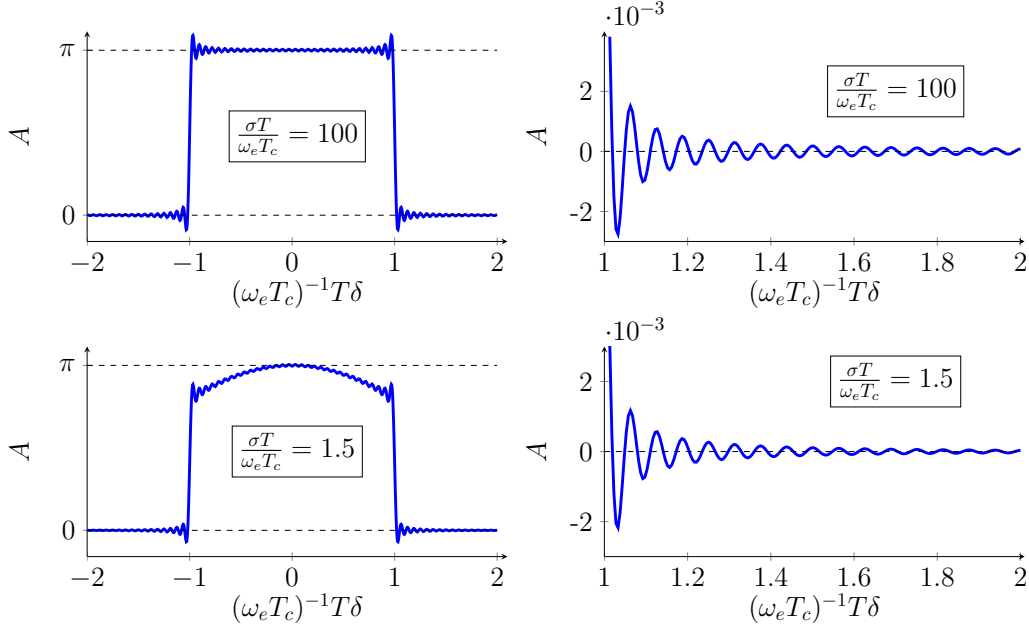 π
0
A
σT/ω_eT_c = 100
−2
−1
0
1
2
(ω_eT_c)^{−1}Tδ
·10^{−3}
2
0
-2
A
σT/ω_eT_c = 100
1
1.2
1.4
1.6
1.8
2
(ω_eT_c)^{−1}Tδ
π
0
A
σT/ω_eT_c = 1.5
−2
−1
0
1
2
(ω_eT_c)^{−1}Tδ
·10^{−3}
2
0
-2
A
σT/ω_eT_c = 1.5
1
1.2
1.4
1.6
1.8
2
(ω_eT_c)^{−1}Tδ